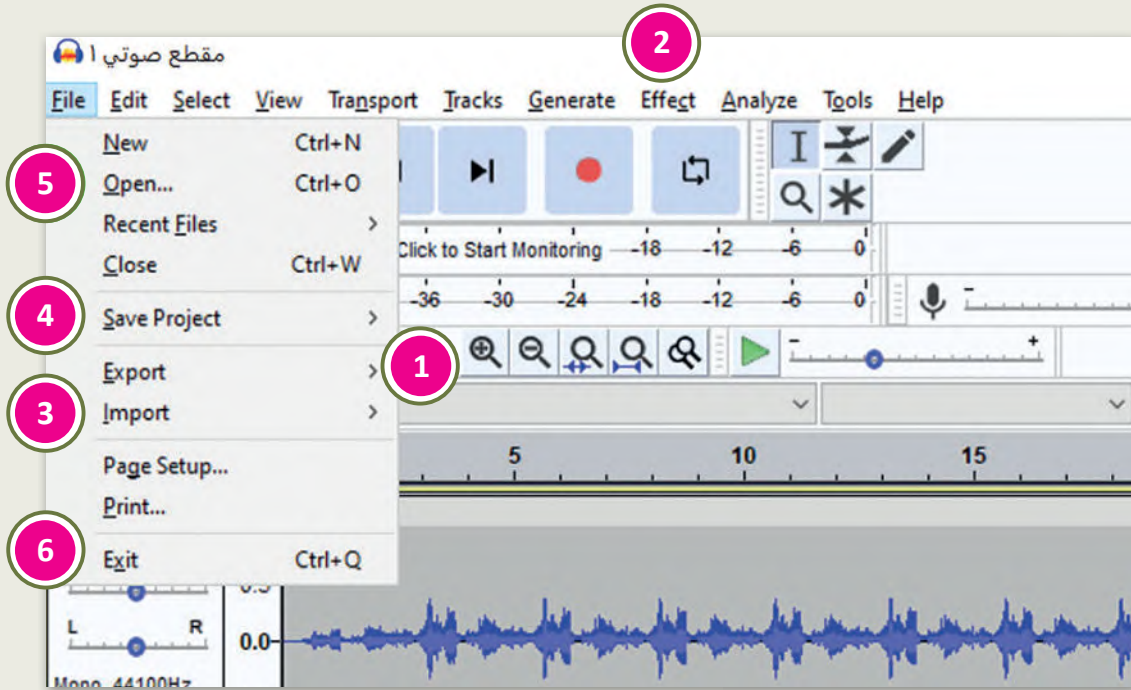 2
مقطع صوتي ١
File Edit Select View Transport Tracks Generate Effect Analyze Tools Help
New Ctrl+N
5
Open... Ctrl+O
Recent Files
Click to Start Monitoring -18 -12 -6 0
Close Ctrl+W
-36 -30 -24 -18 -12 -6 0 -
4
Save Project
- +
1
Export
3
Import
5 10 15
Page Setup...
Print...
6
Exit Ctrl+Q
L R
0.0-
Mono, 44100Hz